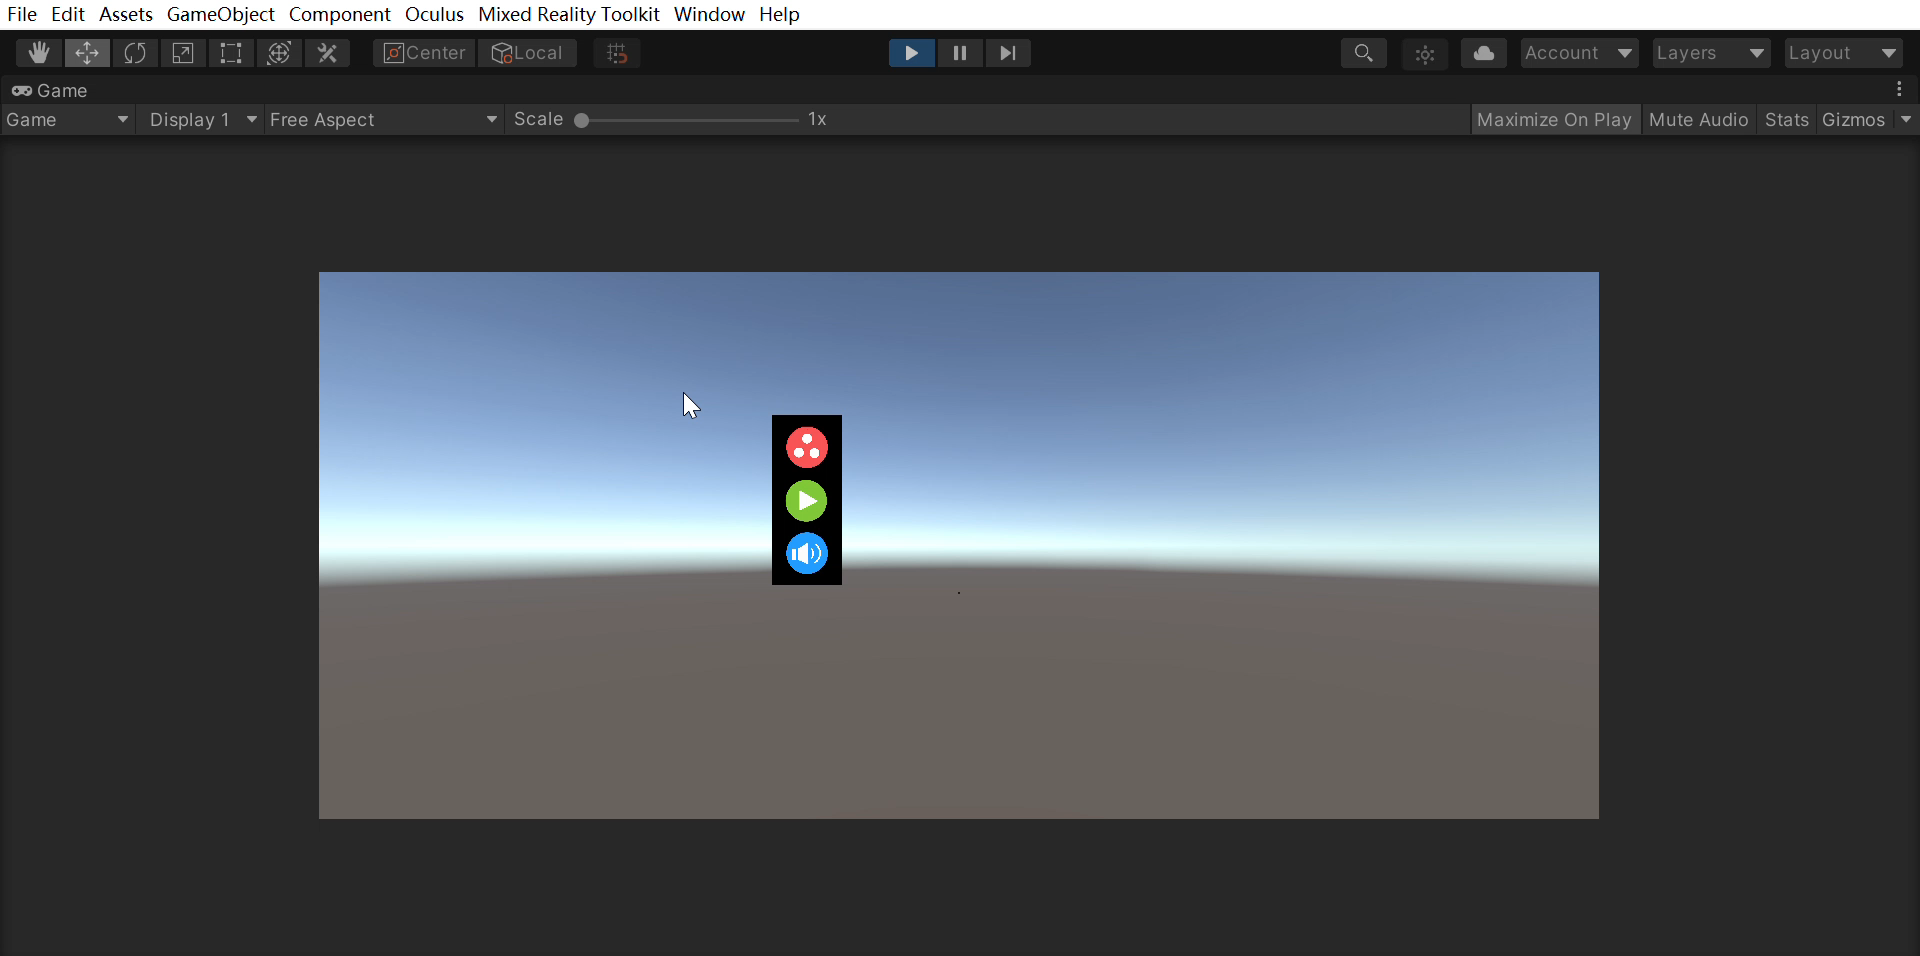 File Edit Assets GameObject Component Oculus Mixed Reality Toolkit Window Help
Center Local Account Layers Layout
Game
Game Display 1 Free Aspect Scale 1x Maximize On Play Mute Audio Stats Gizmos